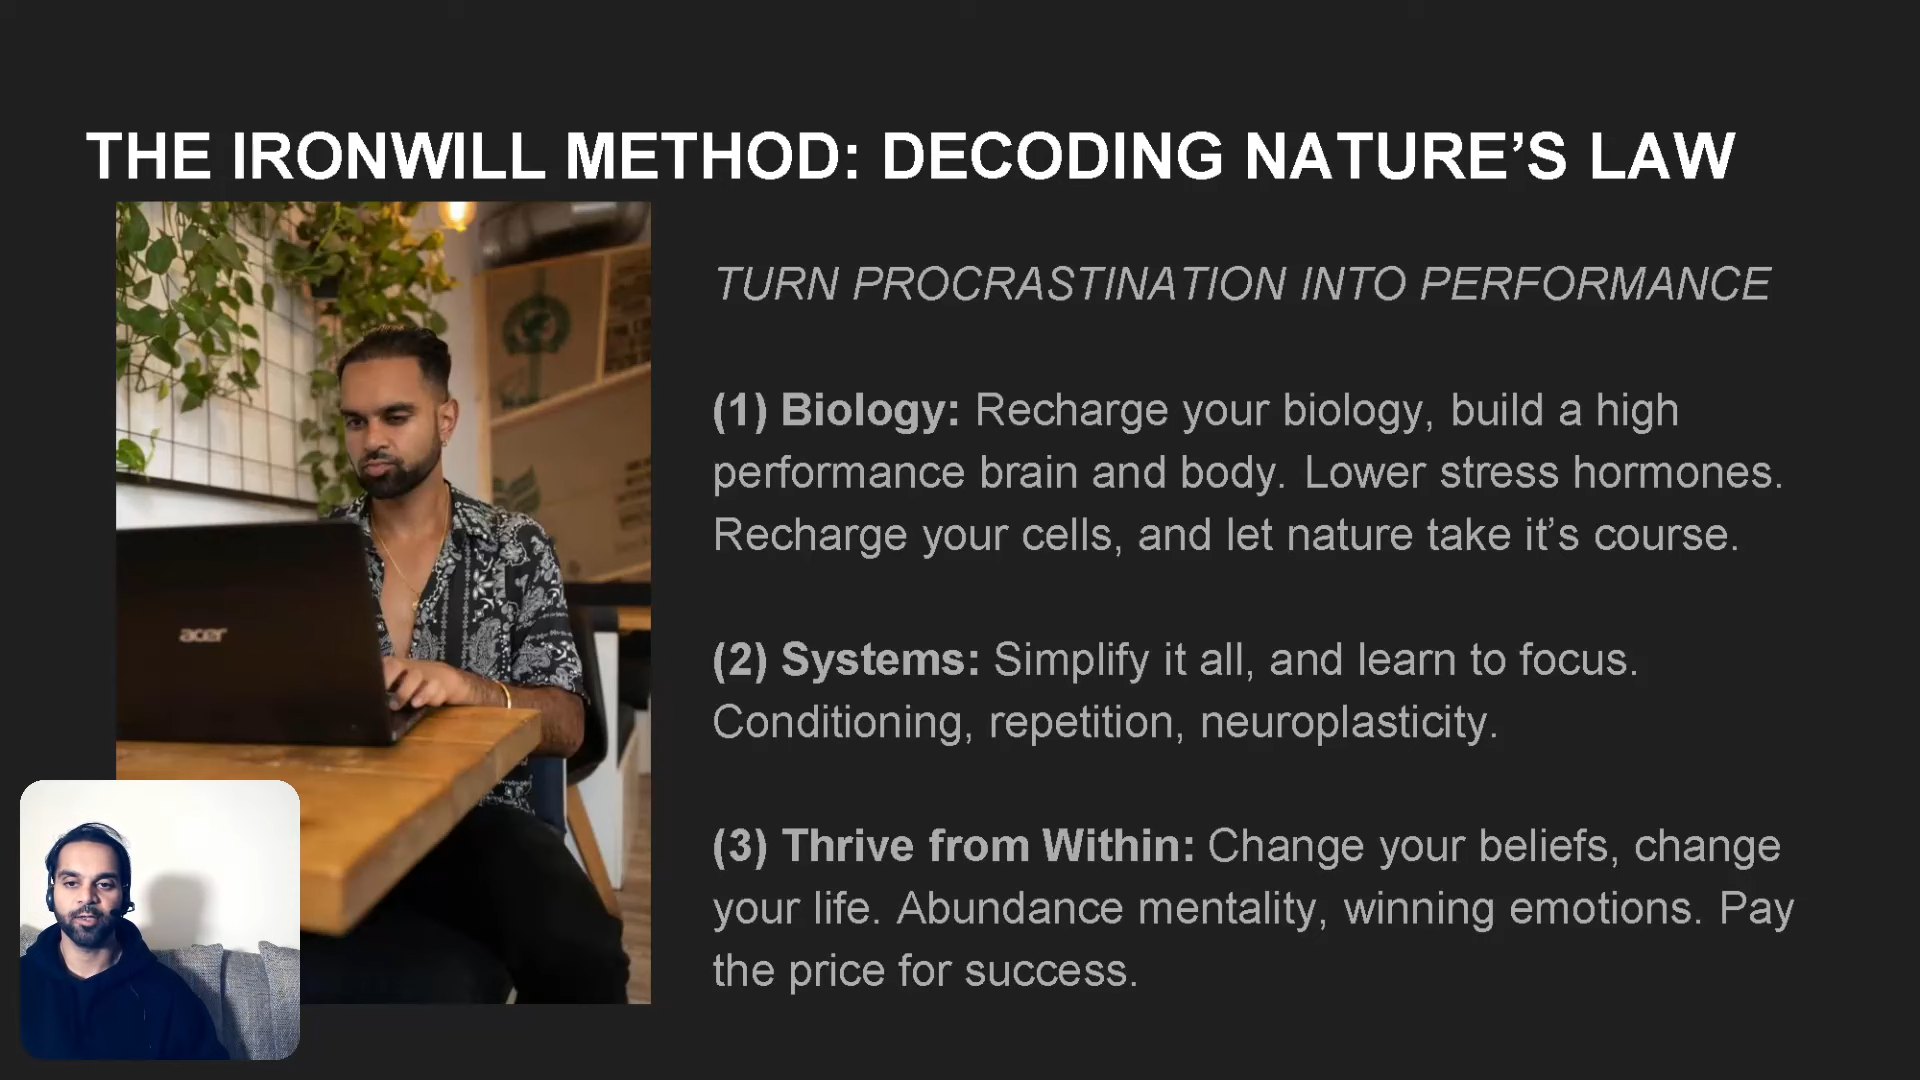 THE IRONWILL METHOD: DECODING NATURE’S LAW
TURN PROCRASTINATION INTO PERFORMANCE
(1) Biology: Recharge your biology, build a high
performance brain and body. Lower stress hormones.
Recharge your cells, and let nature take it’s course.
(2) Systems: Simplify it all, and learn to focus.
Conditioning, repetition, neuroplasticity.
(3) Thrive from Within: Change your beliefs, change
your life. Abundance mentality, winning emotions. Pay
the price for success.
acer